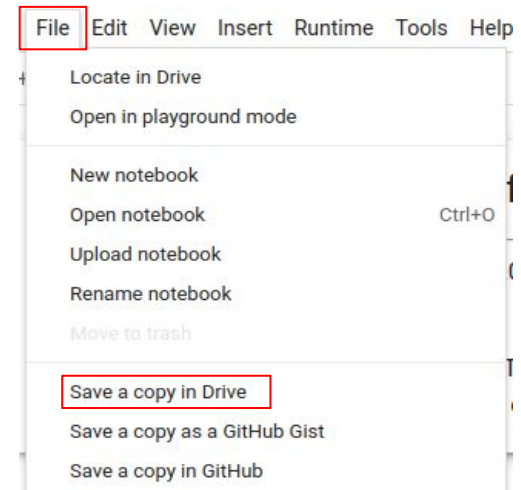 File Edit View Insert Runtime Tools Help
Locate in Drive
Open in playground mode
New notebook
Open notebook Ctrl+O
Upload notebook
Rename notebook
Move to trash
Save a copy in Drive
Save a copy as a GitHub Gist
Save a copy in GitHub